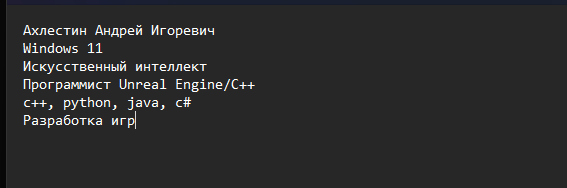 Ахлестин Андрей Игоревич
Windows 11
Искусственный интеллект
Программист Unreal Engine/C++
c++, python, java, c#
Разработка игр